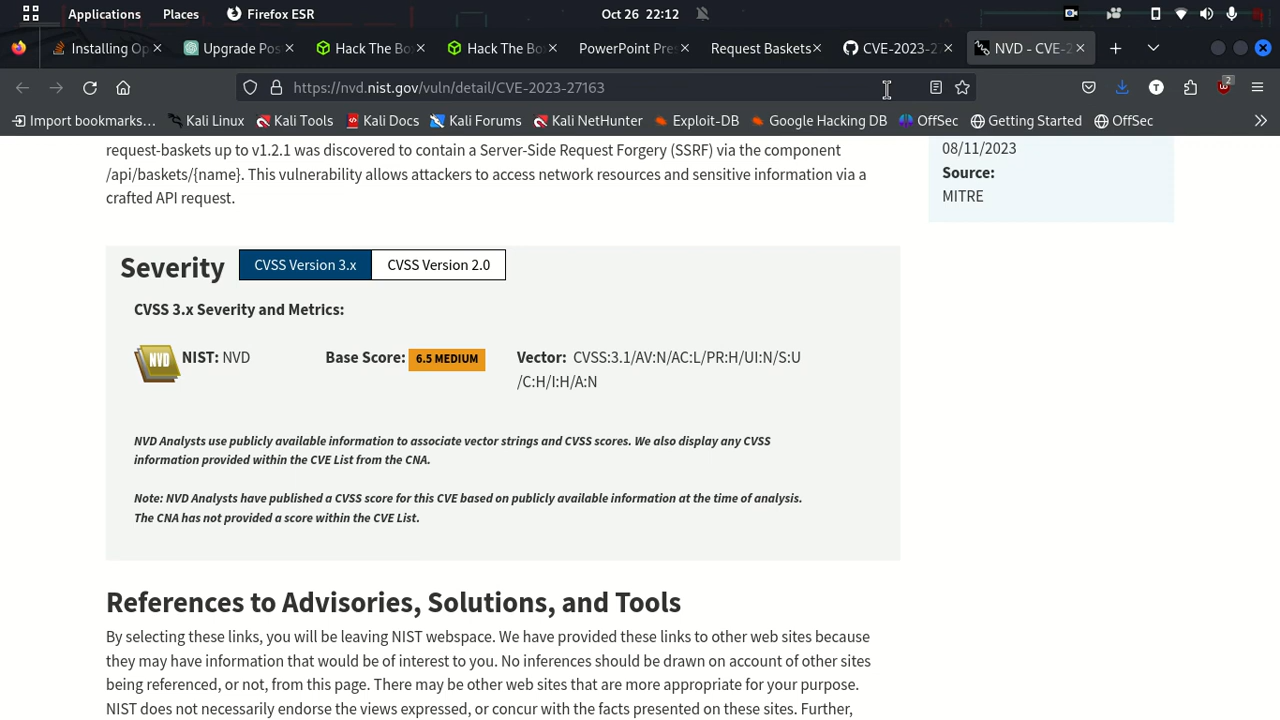 Applications Places Firefox ESR Oct 26 22:12
Installing Op Upgrade Pos Hack The Bo Hack The Bo PowerPoint Pre Request Baskets CVE-2023-2 NVD - CVE-2
https://nvd.nist.gov/vuln/detail/CVE-2023-27163 2
Import bookmarks... Kali Linux Kali Tools Kali Docs Kali Forums Kali NetHunter Exploit-DB Google Hacking DB OffSec Getting Started OffSec
request-baskets up to v1.2.1 was discovered to contain a Server-Side Request Forgery (SSRF) via the component
/api/baskets/{name}. This vulnerability allows attackers to access network resources and sensitive information via a
crafted API request.
08/11/2023
Source:
MITRE
Severity CVSS Version 3.x CVSS Version 2.0
CVSS 3.x Severity and Metrics:
NVD NIST: NVD Base Score: 6.5 MEDIUM Vector: CVSS:3.1/AV:N/AC:L/PR:H/UI:N/S:U
/C:H/I:H/A:N
NVD Analysts use publicly available information to associate vector strings and CVSS scores. We also display any CVSS
information provided within the CVE List from the CNA.
Note: NVD Analysts have published a CVSS score for this CVE based on publicly available information at the time of analysis.
The CNA has not provided a score within the CVE List.
References to Advisories, Solutions, and Tools
By selecting these links, you will be leaving NIST webspace. We have provided these links to other web sites because
they may have information that would be of interest to you. No inferences should be drawn on account of other sites
being referenced, or not, from this page. There may be other web sites that are more appropriate for your purpose.
NIST does not necessarily endorse the views expressed, or concur with the facts presented on these sites. Further,